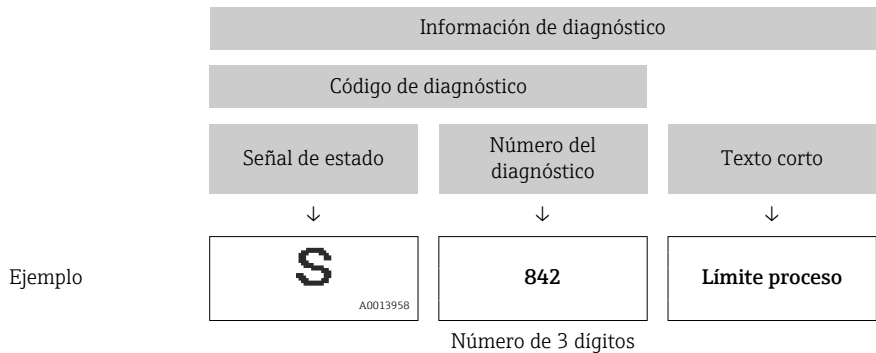 Información de diagnóstico
Código de diagnóstico
Señal de estado
Número del
diagnóstico
Texto corto
↓ ↓ ↓
Ejemplo
S
A0013958
842
Límite proceso
Número de 3 dígitos